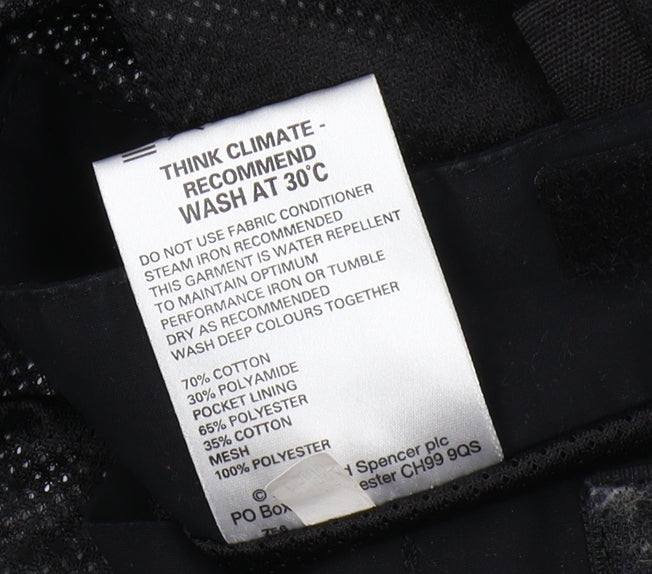 THINK CLIMATE -
RECOMMEND
WASH AT 30°C
DO NOT USE FABRIC CONDITIONER
STEAM IRON RECOMMENDED
THIS GARMENT IS WATER REPELLENT
TO MAINTAIN OPTIMUM
PERFORMANCE IRON OR TUMBLE
DRY AS RECOMMENDED
WASH DEEP COLOURS TOGETHER
70% COTTON
30% POLYAMIDE
POCKET LINING
65% POLYESTER
35% COTTON
MESH
100% POLYESTER
© Spencer plc
PO Box CH99 9QS